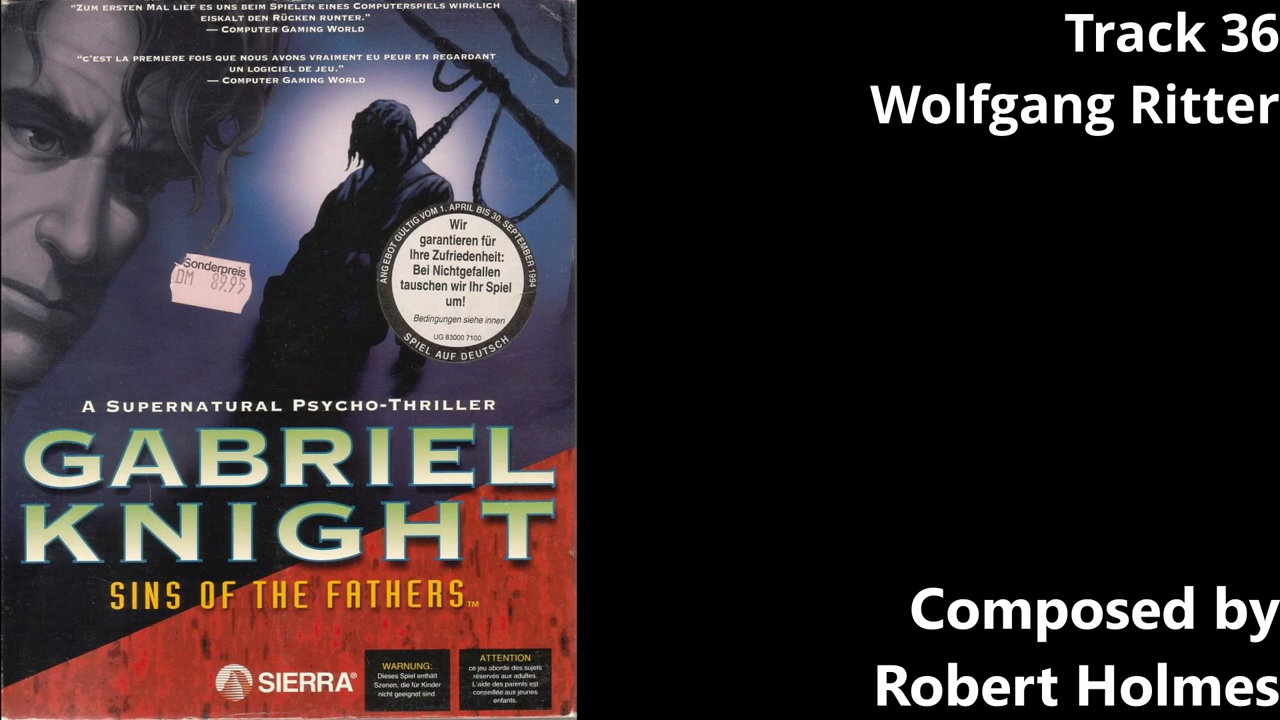 “Zum ersten Mal lief es uns beim Spielen eines Computerspiels wirklich
eiskalt den Rücken runter.”
— Computer Gaming World
“c'est la premiere fois que nous avons vraiment eu peur en regardant
un logiciel de jeu.”
— Computer Gaming World
Sonderpreis
DM 89.95
ANGEBOT GÜLTIG VOM 1. APRIL BIS 30. SEPTEMBER 1994
Wir
garantieren für
Ihre Zufriedenheit:
Bei Nichtgefallen
tauschen wir Ihr Spiel
um!
Bedingungen siehe innen
UG 83000 7100
SPIEL AUF DEUTSCH
A Supernatural Psycho-Thriller
GABRIEL
KNIGHT
SINS OF THE FATHERS™
SIERRA®
WARNUNG:
Dieses Spiel enthält
Szenen, die für Kinder
nicht geeignet sind
ATTENTION
ce jeu aborde des sujets
réservés aux adultes.
L'aide des parents est
conseillée aux jeunes
enfants.
Track 36
Wolfgang Ritter
Composed by
Robert Holmes